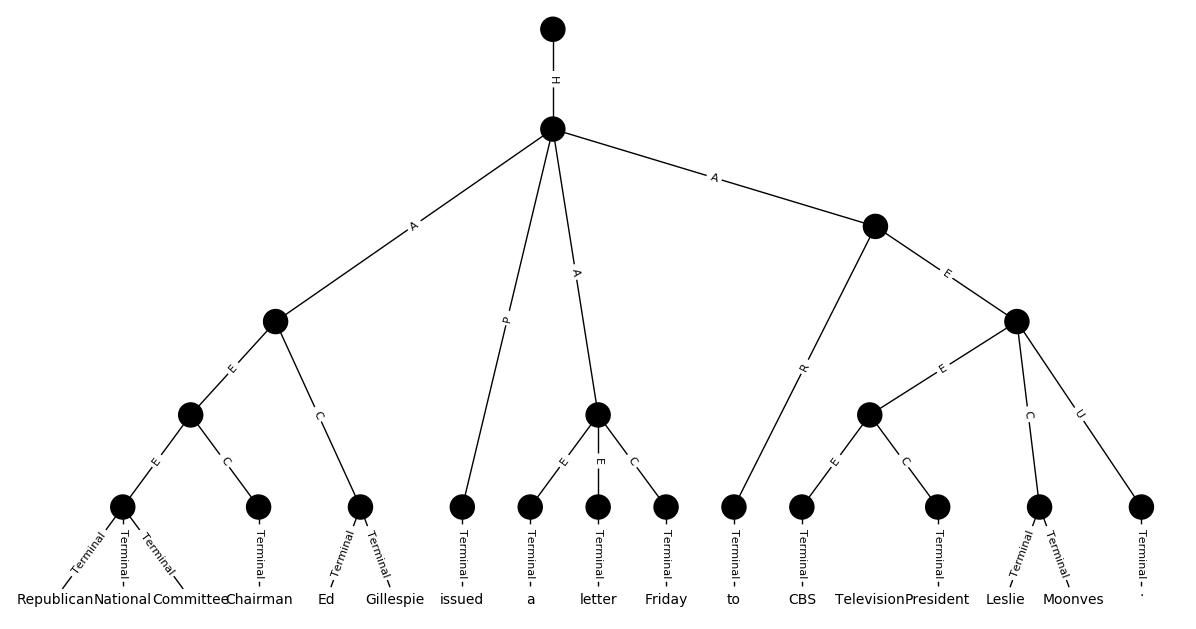 H
A
A
P
A
E
E
C
R
E
C
U
E
C
E
E
C
E
C
Terminal Terminal Terminal Terminal Terminal Terminal Terminal Terminal Terminal Terminal Terminal Terminal Terminal Terminal Terminal Terminal
Republican National Committee Chairman Ed Gillespie issued a letter Friday to CBS Television President Leslie Moonves .